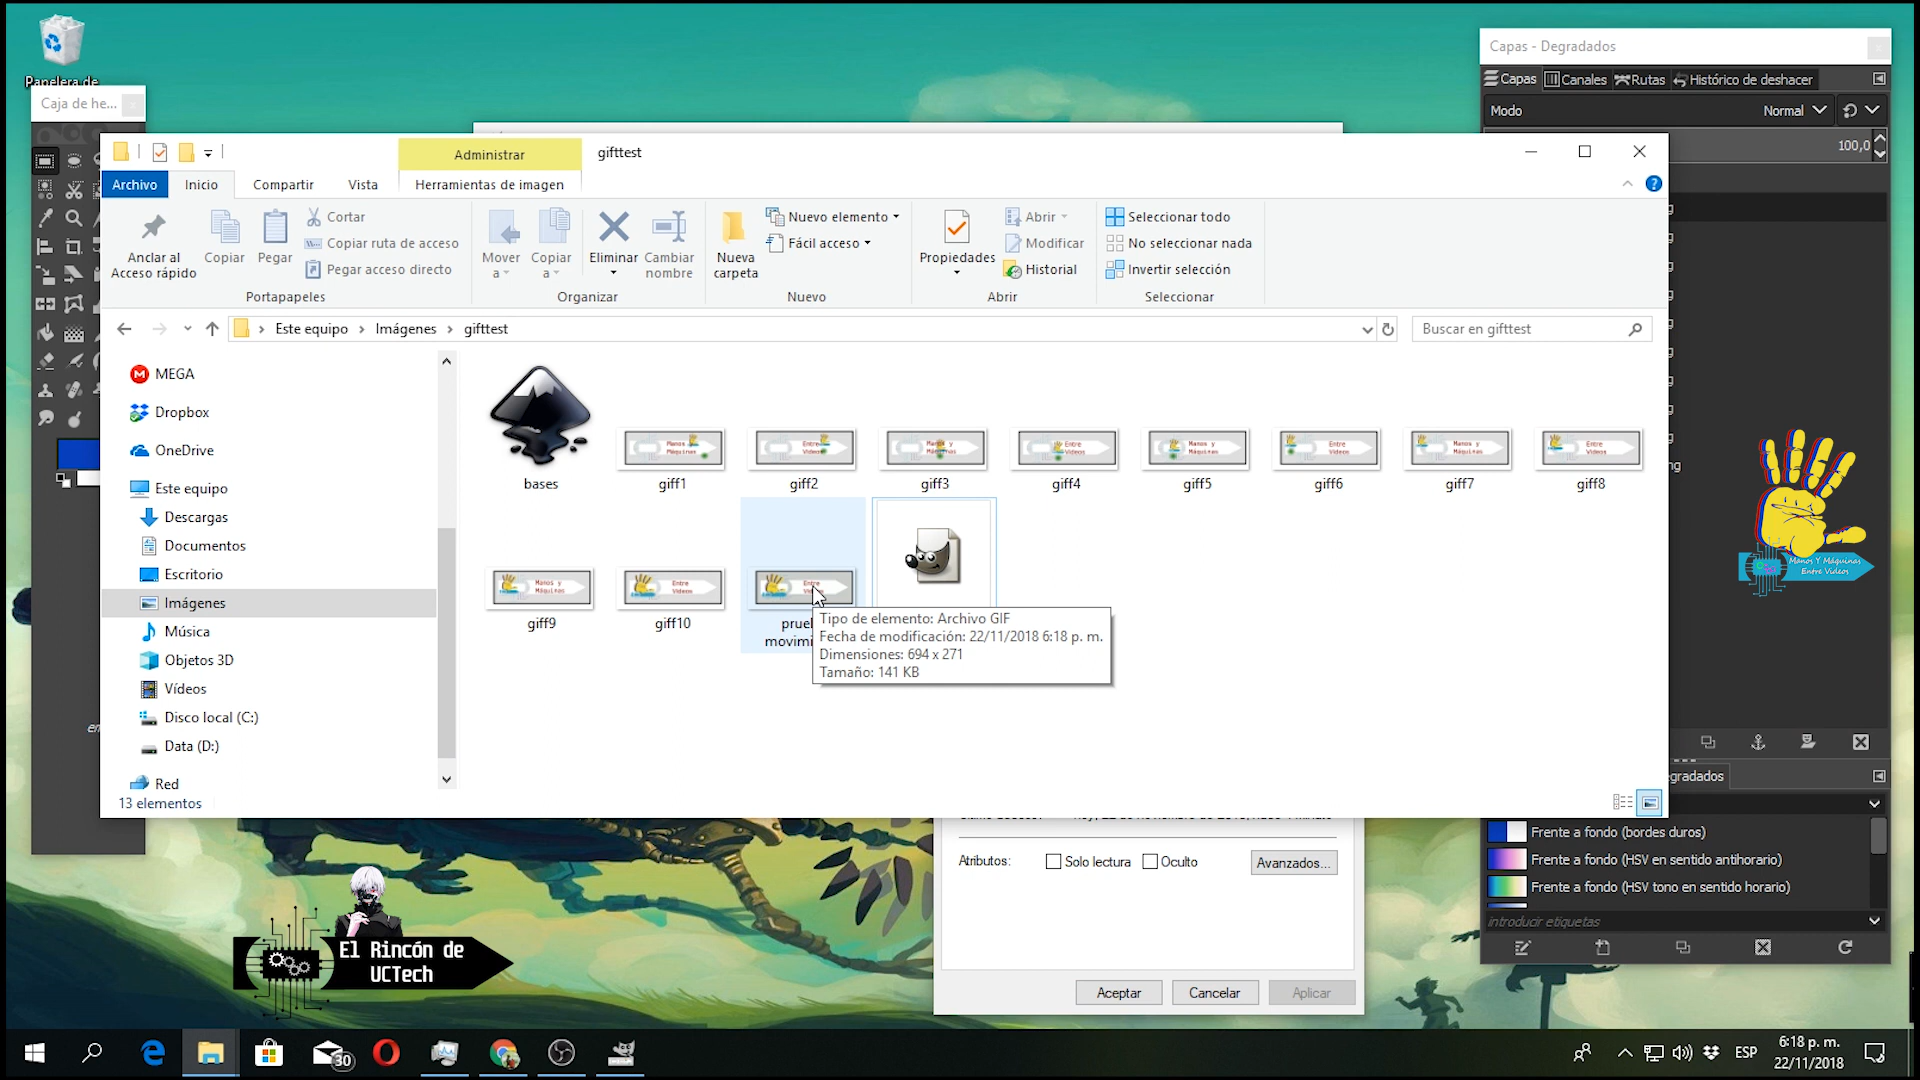 Papelera de
Caja de he...
Capas - Degradados
Capas
Canales
Rutas
Histórico de deshacer
Modo
Normal
100,0
Administrar
gifttest
Archivo
Inicio
Compartir
Vista
Herramientas de imagen
Anclar al
Acceso rápido
Copiar
Pegar
Cortar
Copiar ruta de acceso
Pegar acceso directo
Portapapeles
Mover
a
Copiar
a
Eliminar
Cambiar
nombre
Organizar
Nueva
carpeta
Nuevo elemento
Fácil acceso
Nuevo
Propiedades
Abrir
Modificar
Historial
Abrir
Seleccionar todo
No seleccionar nada
Invertir selección
Seleccionar
Este equipo
Imágenes
gifttest
Buscar en gifttest
MEGA
Dropbox
OneDrive
Este equipo
Descargas
Documentos
Escritorio
Imágenes
Música
Objetos 3D
Vídeos
Disco local (C:)
Data (D:)
Red
13 elementos
bases
giff1
giff2
giff3
giff4
giff5
giff6
giff7
giff8
giff9
giff10
Tipo de elemento: Archivo GIF
Fecha de modificación: 22/11/2018 6:18 p. m.
Dimensiones: 694 x 271
Tamaño: 141 KB
Manos Y Máquinas
Entre Videos
Atributos:
Solo lectura
Oculto
Avanzados...
Aceptar
Cancelar
Aplicar
Frente a fondo (bordes duros)
Frente a fondo (HSV en sentido antihorario)
Frente a fondo (HSV tono en sentido horario)
introducir etiquetas
El Rincón de
UCTech
30
ESP
6:18 p. m.
22/11/2018